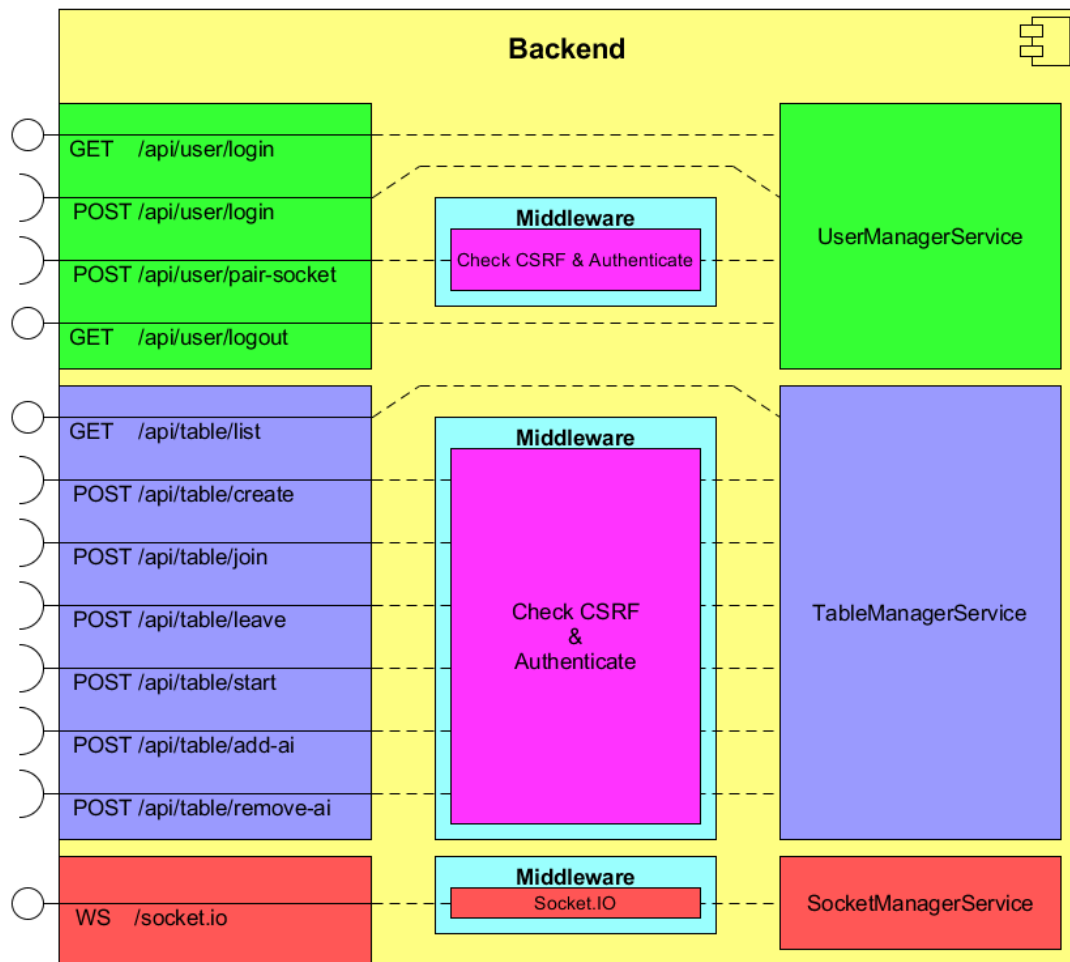 Backend
GET /api/user/login
POST /api/user/login
Middleware
Check CSRF & Authenticate
UserManagerService
POST /api/user/pair-socket
GET /api/user/logout
GET /api/table/list
Middleware
POST /api/table/create
POST /api/table/join
POST /api/table/leave
Check CSRF
&
Authenticate
TableManagerService
POST /api/table/start
POST /api/table/add-ai
POST /api/table/remove-ai
Middleware
WS /socket.io
Socket.IO
SocketManagerService